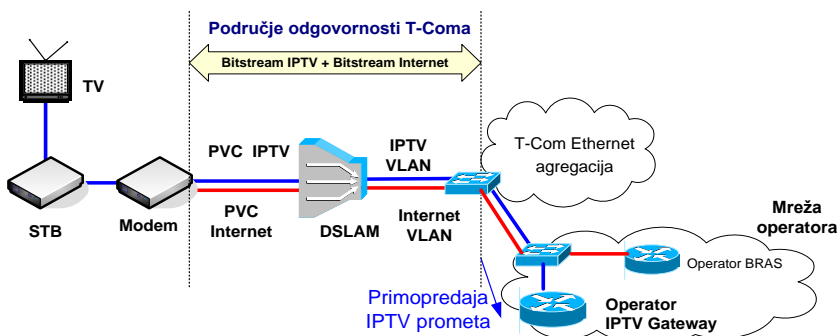 Područje odgovornosti T-Coma
Bitstream IPTV + Bitstream Internet
TV
T-Com Ethernet
agregacija
PVC IPTV
IPTV
VLAN
STB
Modem
PVC
Internet
DSLAM
Internet
VLAN
Mreža
operatora
Operator BRAS
Primopredaja
IPTV prometa
Operator
IPTV Gateway